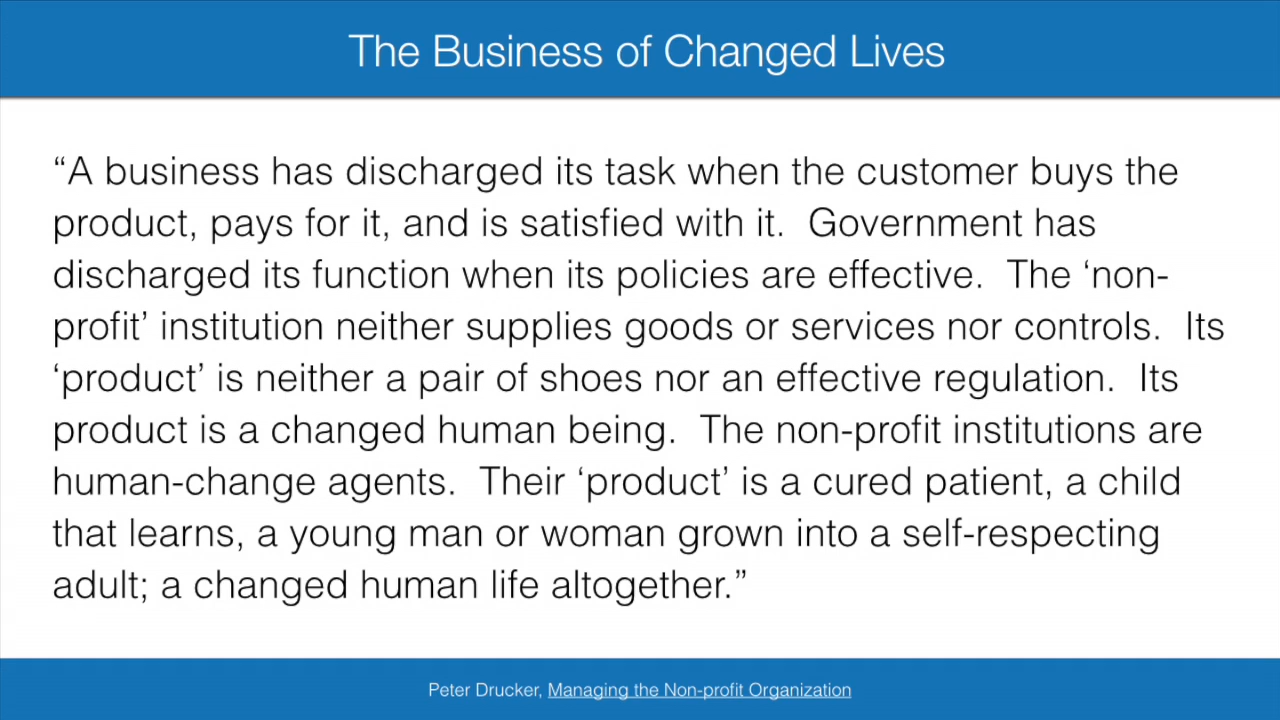 The Business of Changed Lives
“A business has discharged its task when the customer buys the
product, pays for it, and is satisfied with it.  Government has
discharged its function when its policies are effective.  The ‘non-
profit’ institution neither supplies goods or services nor controls.  Its
‘product’ is neither a pair of shoes nor an effective regulation.  Its
product is a changed human being.  The non-profit institutions are
human-change agents.  Their ‘product’ is a cured patient, a child
that learns, a young man or woman grown into a self-respecting
adult; a changed human life altogether.”
Peter Drucker, Managing the Non-profit Organization